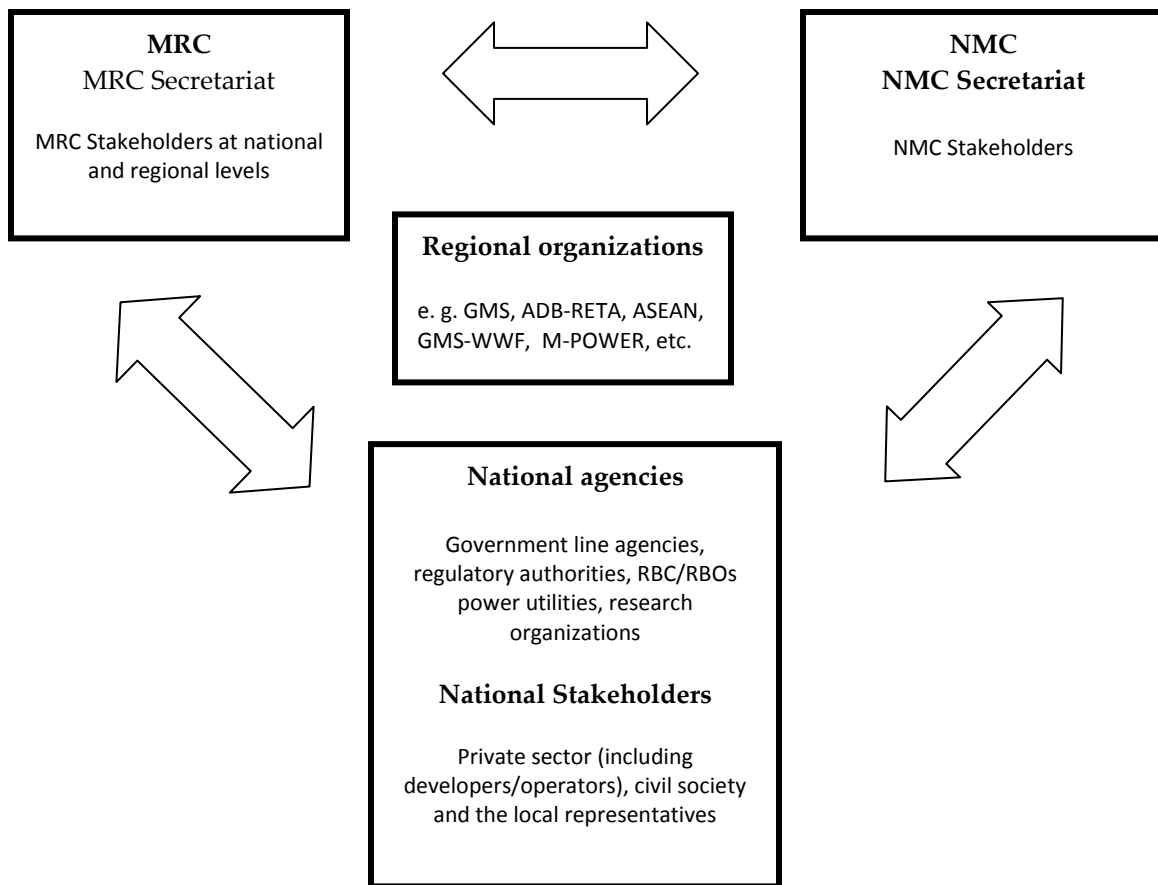 MRC
MRC Secretariat
MRC Stakeholders at national
and regional levels
NMC
NMC Secretariat
NMC Stakeholders
Regional organizations
e. g. GMS, ADB-RETA, ASEAN,
GMS-WWF, M-POWER, etc.
National agencies
Government line agencies,
regulatory authorities, RBC/RBOs
power utilities, research
organizations
National Stakeholders
Private sector (including
developers/operators), civil society
and the local representatives